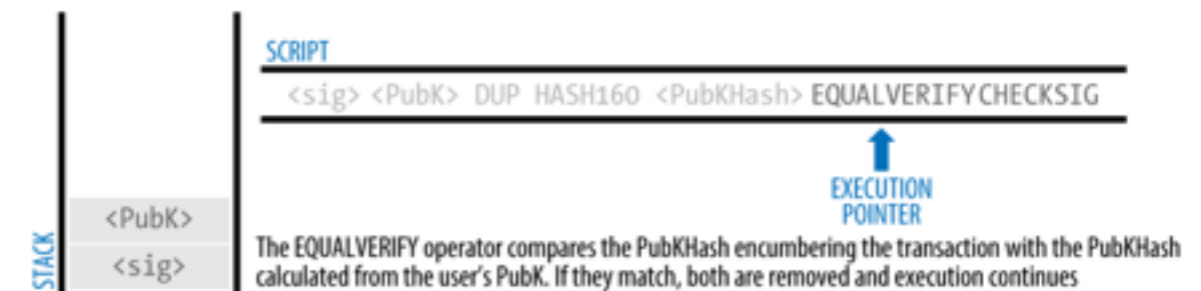 SCRIPT
<sig> <PubK> DUP HASH160 <PubKHash> EQUALVERIFY CHECKSIG
EXECUTION
POINTER
<PubK>
<sig>
STACK
The EQUALVERIFY operator compares the PubKHash encumbering the transaction with the PubKHash
calculated from the user's PubK. If they match, both are removed and execution continues